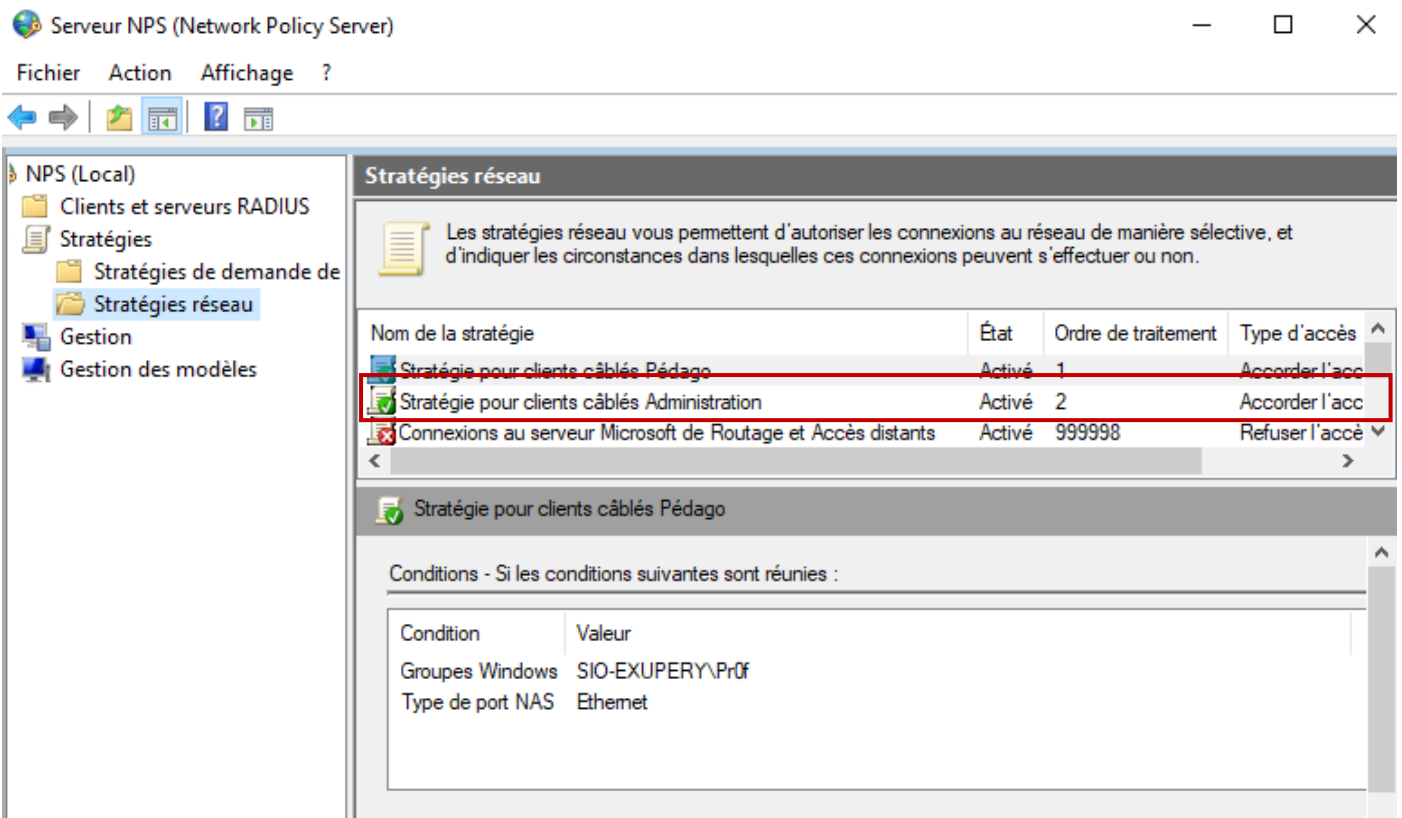 Serveur NPS (Network Policy Server)
Fichier Action Affichage ?
NPS (Local)
Clients et serveurs RADIUS
Stratégies
Stratégies de demande de
Stratégies réseau
Gestion
Gestion des modèles
Stratégies réseau
Les stratégies réseau vous permettent d'autoriser les connexions au réseau de manière sélective, et
d'indiquer les circonstances dans lesquelles ces connexions peuvent s'effectuer ou non.
Nom de la stratégie État Ordre de traitement Type d'accès
Stratégie pour clients câblés Pédago Activé 1 Accorder l'acc
Stratégie pour clients câblés Administration Activé 2 Accorder l'acc
Connexions au serveur Microsoft de Routage et Accès distants Activé 999998 Refuser l'accè
Stratégie pour clients câblés Pédago
Conditions - Si les conditions suivantes sont réunies :
Condition Valeur
Groupes Windows SIO-EXUPERY\Pr0f
Type de port NAS Ethernet